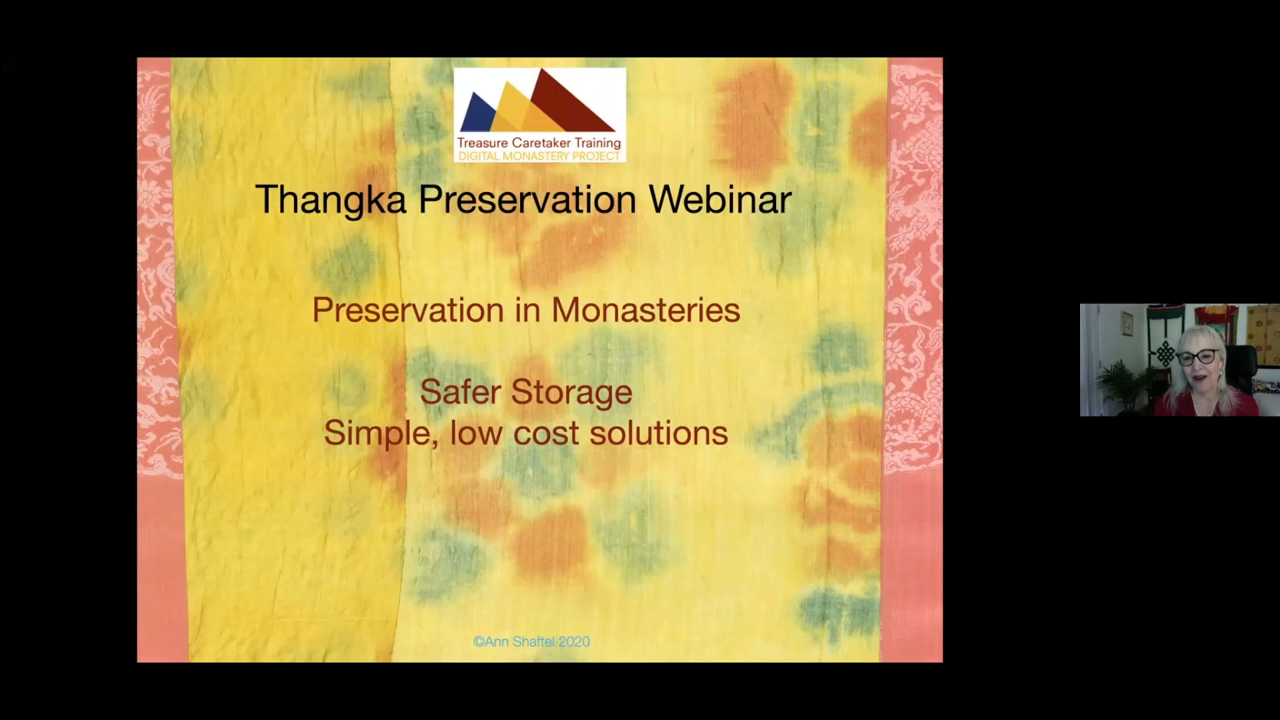 Treasure Caretaker Training
DIGITAL MONASTERY PROJECT
Thangka Preservation Webinar
Preservation in Monasteries
Safer Storage
Simple, low cost solutions
©Ann Shaftel 2020